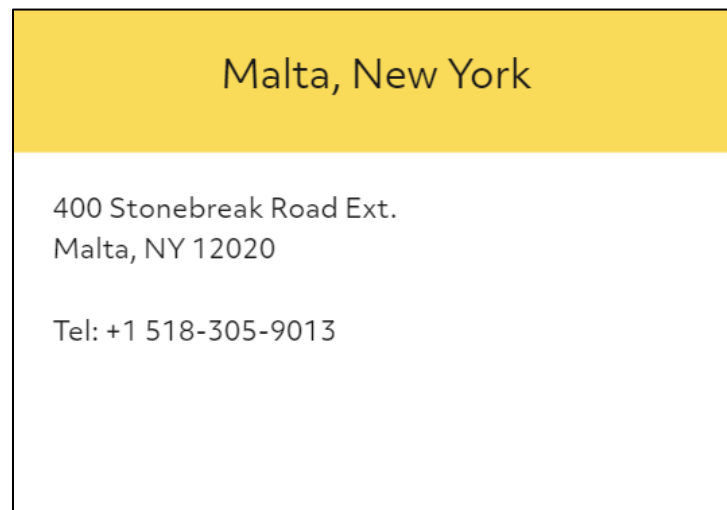 Malta, New York
400 Stonebreak Road Ext.
Malta, NY 12020
Tel: +1 518-305-9013